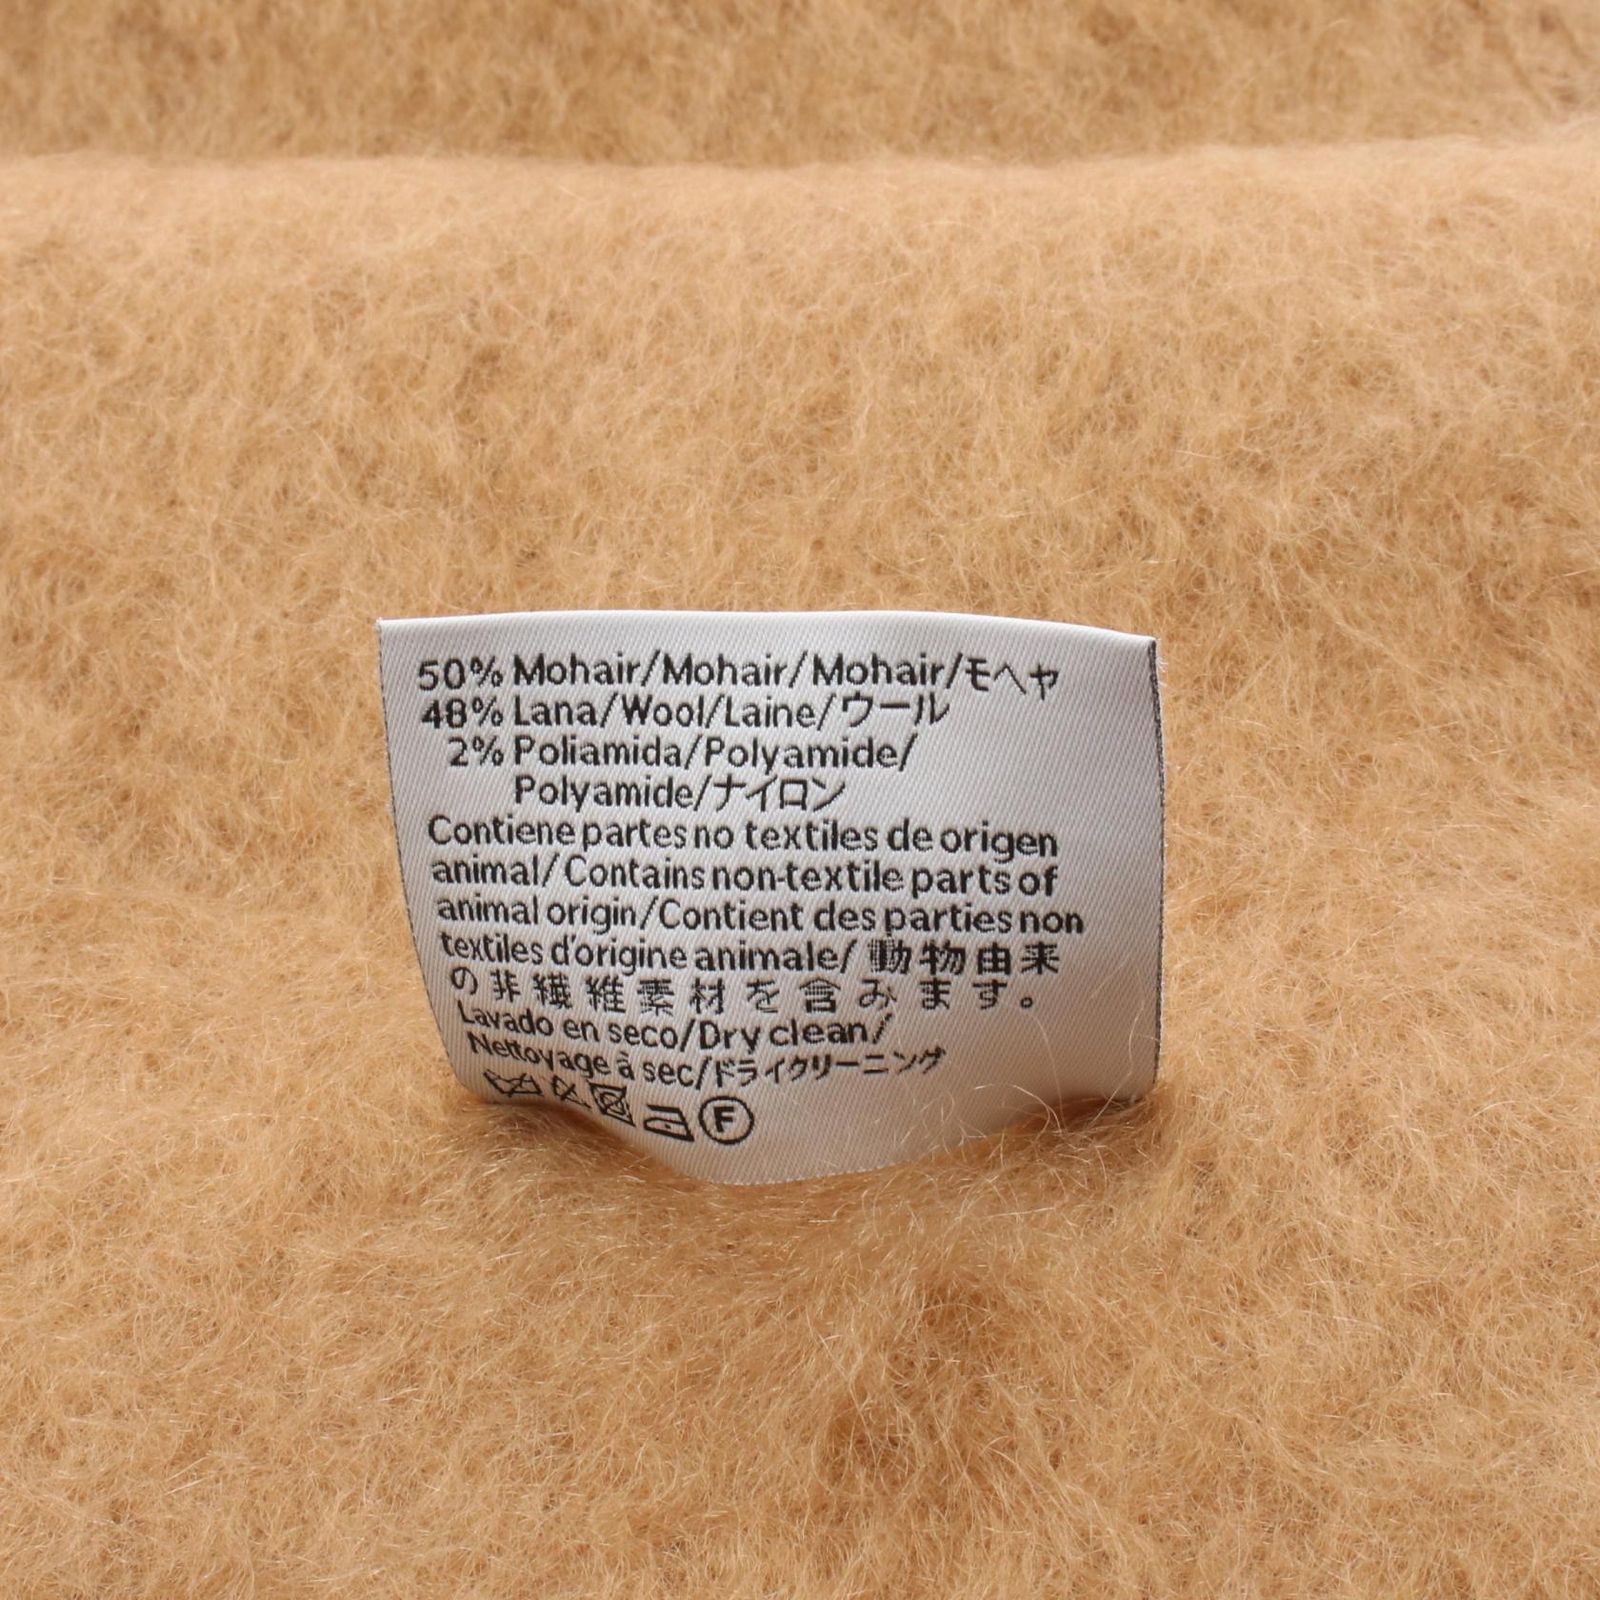 50% Mohair/Mohair/Mohair/モヘヤ
48% Lana/Wool/Laine/ウール
2% Poliamida/Polyamide/
Polyamide/ナイロン
Contiene partes no textiles de origen
animal/Contains non-textile parts of
animal origin/Contient des parties non
textiles d'origine animale/動物由来
の非繊維素材を含みます。
Lavado en seco/Dry clean/
Nettoyage à sec/ドライクリーニング
F